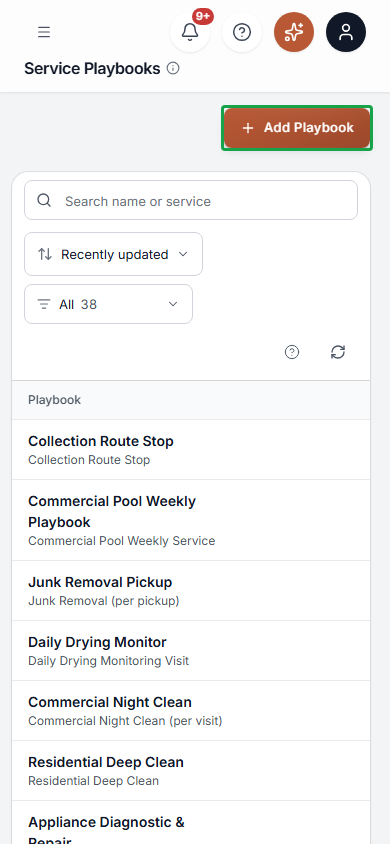 9+
Service Playbooks
Add Playbook
Search name or service
Recently updated
All 38
Playbook
Collection Route Stop
Collection Route Stop
Commercial Pool Weekly
Playbook
Commercial Pool Weekly Service
Junk Removal Pickup
Junk Removal (per pickup)
Daily Drying Monitor
Daily Drying Monitoring Visit
Commercial Night Clean
Commercial Night Clean (per visit)
Residential Deep Clean
Residential Deep Clean
Appliance Diagnostic &
Repair